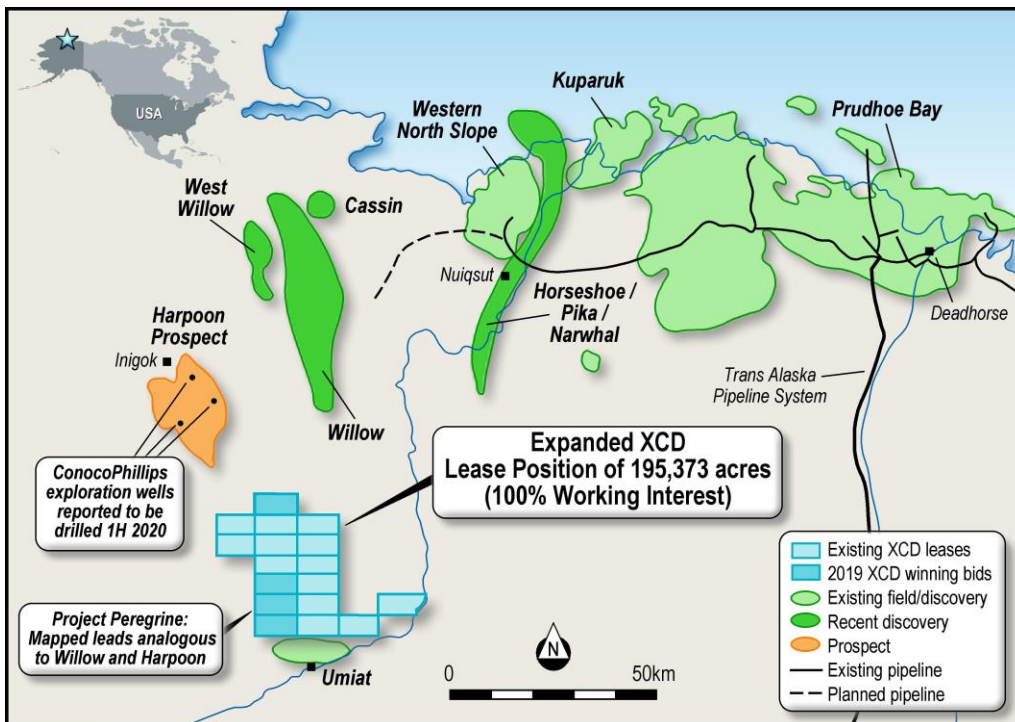 USA
Kuparuk
Western
North Slope
Prudhoe Bay
West
Willow
Cassin
Nuiqsut
Horseshoe /
Pika /
Narwhal
Deadhorse
Harpoon
Prospect
Inigok
Trans Alaska
Pipeline System
Willow
Expanded XCD
Lease Position of 195,373 acres
(100% Working Interest)
ConocoPhillips
exploration wells
reported to be
drilled 1H 2020
Project Peregrine:
Mapped leads analogous
to Willow and Harpoon
Umiat
N
0
50km
Existing XCD leases
2019 XCD winning bids
Existing field/discovery
Recent discovery
Prospect
Existing pipeline
Planned pipeline